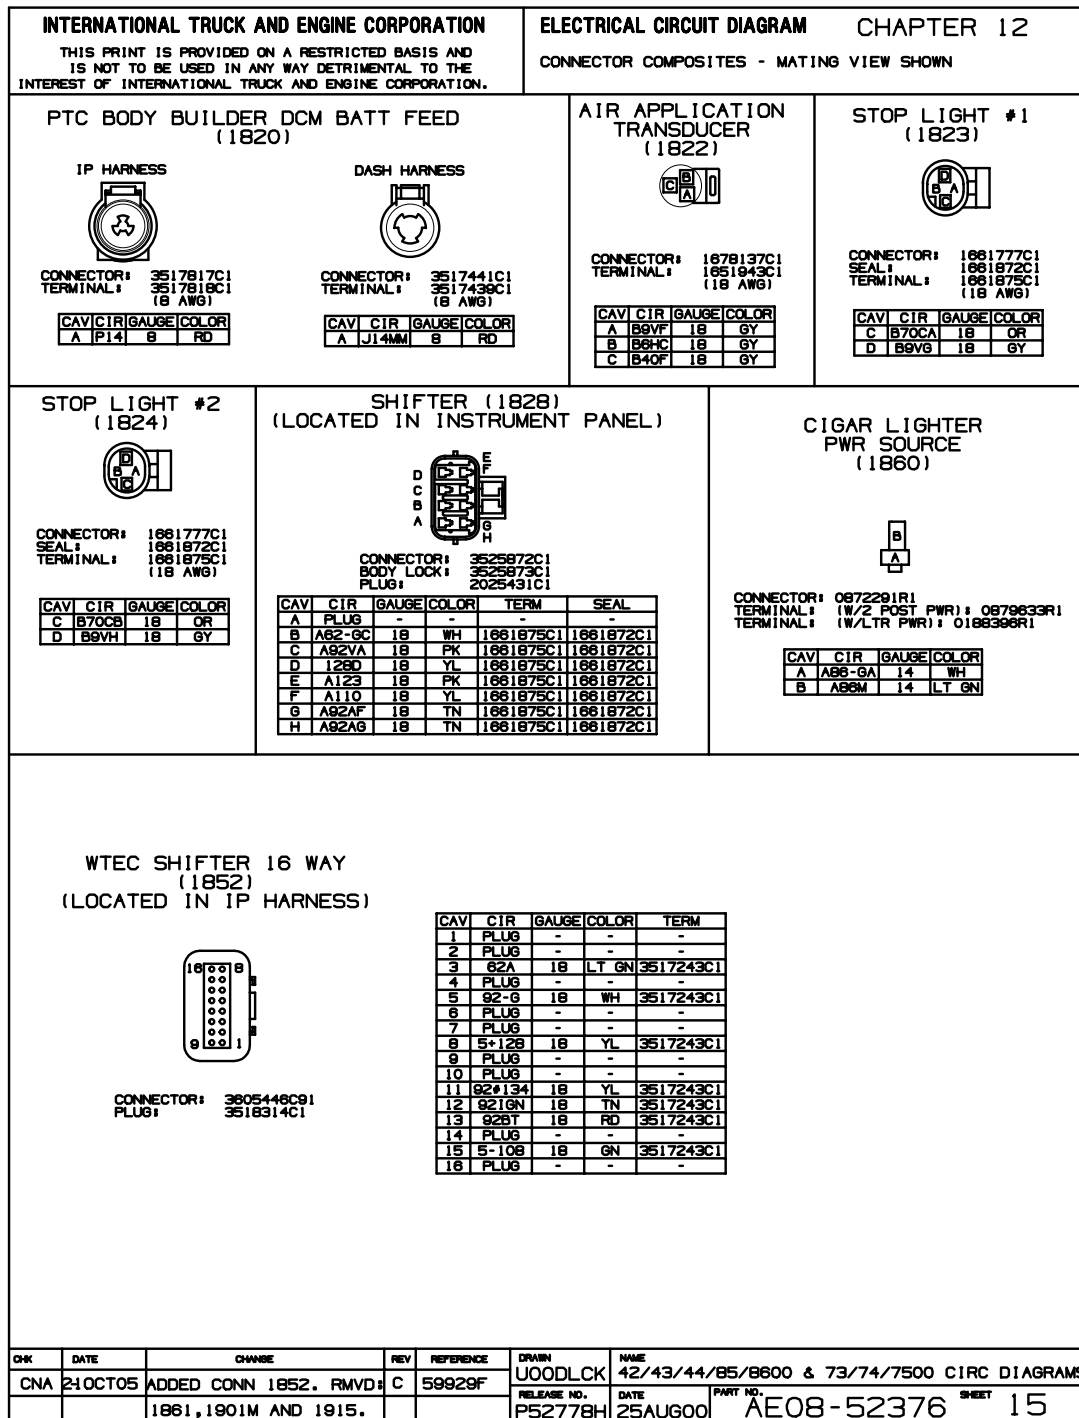 INTERNATIONAL TRUCK AND ENGINE CORPORATION
THIS PRINT IS PROVIDED ON A RESTRICTED BASIS AND
IS NOT TO BE USED IN ANY WAY DETRIMENTAL TO THE
INTEREST OF INTERNATIONAL TRUCK AND ENGINE CORPORATION.
ELECTRICAL CIRCUIT DIAGRAM CHAPTER 12
CONNECTOR COMPOSITES - MATING VIEW SHOWN
PTC BODY BUILDER DCM BATT FEED
(1820)
IP HARNESS
CONNECTOR: 3517817C1
TERMINAL: 3517818C1
(8 AWG)
CAV CIR GAUGE COLOR
A P14 8 RD
DASH HARNESS
CONNECTOR: 3517441C1
TERMINAL: 3517439C1
(8 AWG)
CAV CIR GAUGE COLOR
A J14MM 8 RD
AIR APPLICATION
TRANSDUCER
(1822)
B
C
A
CONNECTOR: 1678137C1
TERMINAL: 1651943C1
(18 AWG)
CAV CIR GAUGE COLOR
A B9VF 18 GY
B B6HC 18 GY
C B40F 18 GY
STOP LIGHT #1
(1823)
D
B A
C
CONNECTOR: 1661777C1
SEAL: 1661872C1
TERMINAL: 1661875C1
(18 AWG)
CAV CIR GAUGE COLOR
C B70CA 18 OR
D B9VG 18 GY
STOP LIGHT #2
(1824)
D
B A
C
CONNECTOR: 1661777C1
SEAL: 1661872C1
TERMINAL: 1661875C1
(18 AWG)
CAV CIR GAUGE COLOR
C B70CB 18 OR
D B9VH 18 GY
SHIFTER (1828)
(LOCATED IN INSTRUMENT PANEL)
E
D F
C
B
A G
H
CONNECTOR: 3525872C1
BODY LOCK: 3525873C1
PLUG: 2025431C1
CAV CIR GAUGE COLOR TERM SEAL
A PLUG - - - -
B A62-GC 18 WH 1661875C1 1661872C1
C A92VA 18 PK 1661875C1 1661872C1
D 128D 18 YL 1661875C1 1661872C1
E A123 18 PK 1661875C1 1661872C1
F A110 18 YL 1661875C1 1661872C1
G A92AF 18 TN 1661875C1 1661872C1
H A92AG 18 TN 1661875C1 1661872C1
CIGAR LIGHTER
PWR SOURCE
(1860)
B
A
CONNECTOR: 0872291R1
TERMINAL: (W/2 POST PWR): 0879633R1
TERMINAL: (W/LTR PWR): 0188396R1
CAV CIR GAUGE COLOR
A A86-GA 14 WH
B A86M 14 LT GN
WTEC SHIFTER 16 WAY
(1852)
(LOCATED IN IP HARNESS)
16 8
9 1
CONNECTOR: 3605446C91
PLUG: 3518314C1
CAV CIR GAUGE COLOR TERM
1 PLUG - - -
2 PLUG - - -
3 62A 18 LT GN 3517243C1
4 PLUG - - -
5 92-G 18 WH 3517243C1
6 PLUG - - -
7 PLUG - - -
8 5+128 18 YL 3517243C1
9 PLUG - - -
10 PLUG - - -
11 92#134 18 YL 3517243C1
12 92IGN 18 TN 3517243C1
13 92BT 18 RD 3517243C1
14 PLUG - - -
15 5-108 18 GN 3517243C1
16 PLUG - - -
CHK DATE CHANGE REV REFERENCE
CNA 21OCT05 ADDED CONN 1852. RMVD: C 59929F
1861,1901M AND 1915.
DRAWN UOODLCK
NAME 42/43/44/85/8600 & 73/74/7500 CIRC DIAGRAMS
RELEASE NO. P52778H
DATE 25AUG00
PART NO. AE08-52376
SHEET 15